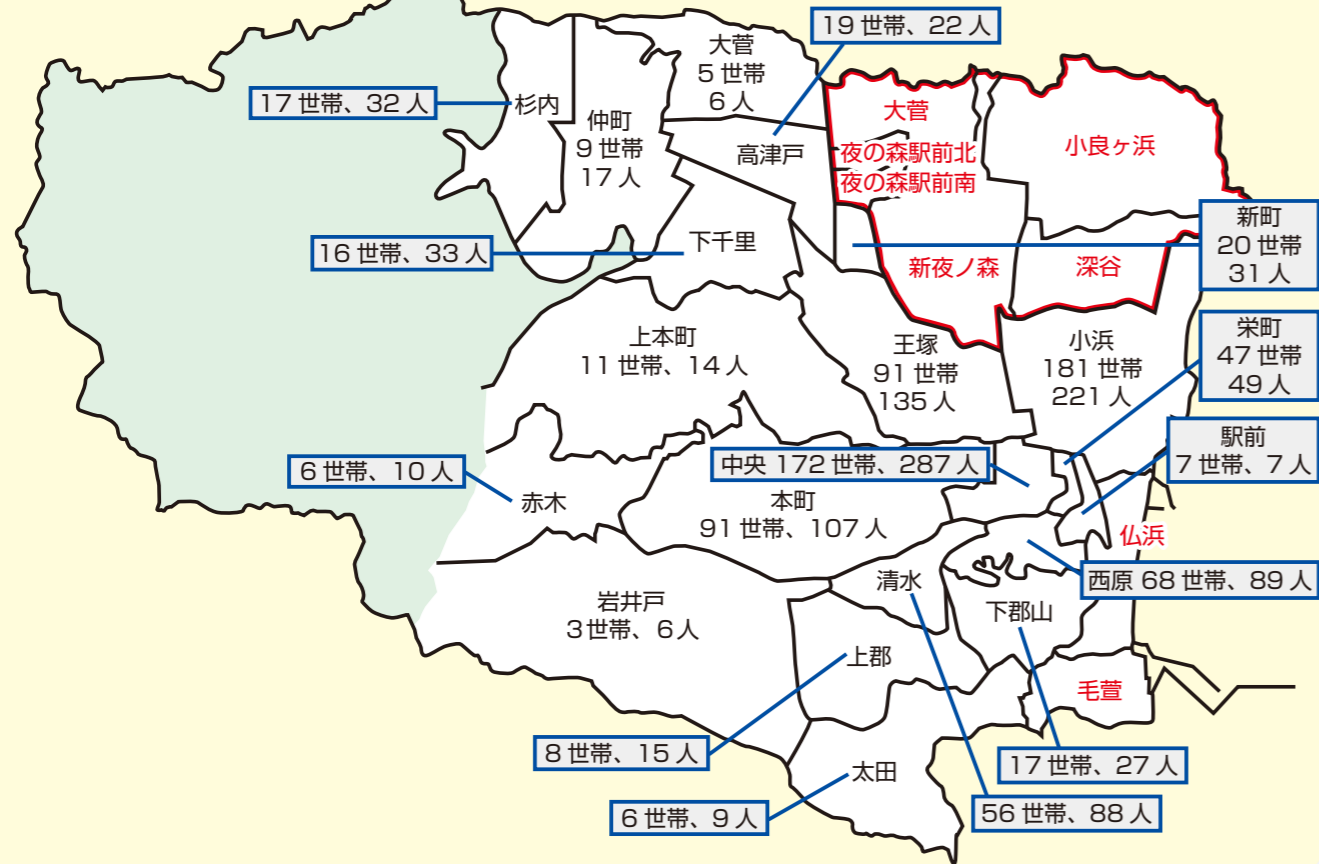 19 世帯、22 人
大菅
5 世帯
6 人
17 世帯、32 人
杉内
仲町
9 世帯
17 人
高津戸
大菅
夜の森駅前北
夜の森駅前南
小良ヶ浜
新町
20 世帯
31 人
16 世帯、33 人
下千里
新夜ノ森
深谷
上本町
11 世帯、14 人
王塚
91 世帯
135 人
小浜
181 世帯
221 人
栄町
47 世帯
49 人
駅前
7 世帯、7 人
6 世帯、10 人
赤木
中央 172 世帯、287 人
本町
91 世帯、107 人
仏浜
西原 68 世帯、89 人
清水
岩井戸
3 世帯、6 人
下郡山
上郡
毛萱
8 世帯、15 人
太田
17 世帯、27 人
6 世帯、9 人
56 世帯、88 人